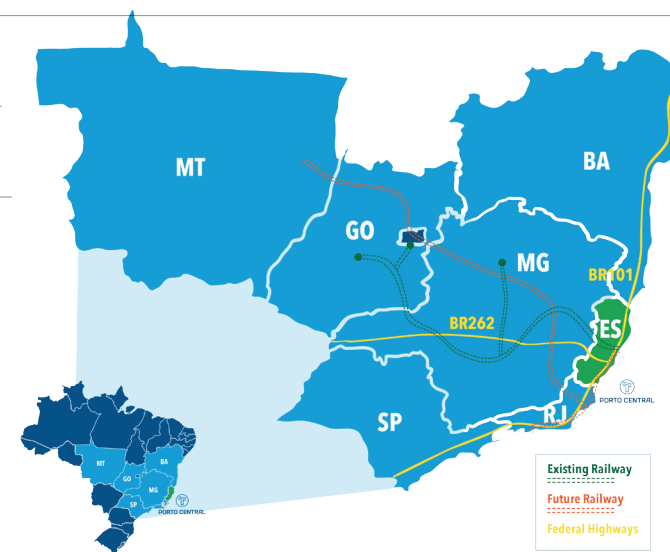 MT
BA
GO
MG
BR101
BR262
ES
PORTO CENTRAL
RJ
SP
MT
BA
GO
MG
SP
PORTO CENTRAL
Existing Railway
Future Railway
Federal Highways